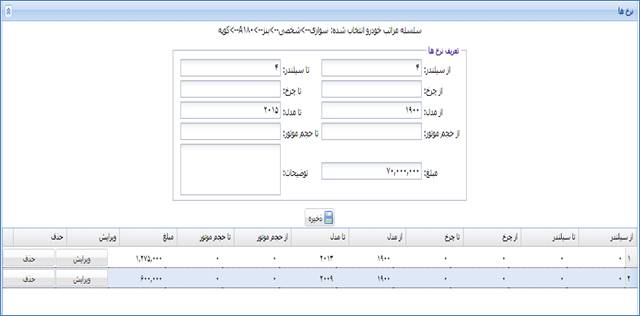 نرخ ها
سلسله مراتب خودرو انتخاب شده: سواری-->شخصی-->بنز-->A۱۸۰-->کوپه
تعریف نرخ ها
از سیلندر: ۴ تا سیلندر: ۴
از چرخ: تا چرخ:
از مدل: ۱۹۰۰ تا مدل: ۲۰۱۵
از حجم موتور: تا حجم موتور:
مبلغ: ۷۰,۰۰۰,۰۰۰ توضیحات:
ذخیره
از سیلندر تا سیلندر از چرخ تا چرخ از مدل تا مدل از حجم موتور تا حجم موتور مبلغ ویرایش حذف
۱ ۰ ۰ ۰ ۰ ۱۹۰۰ ۲۰۱۳ ۰ ۰ ۱,۲۷۵,۰۰۰ ویرایش حذف
۲ ۰ ۰ ۰ ۰ ۱۹۰۰ ۲۰۰۹ ۰ ۰ ۶۰۰,۰۰۰ ویرایش حذف